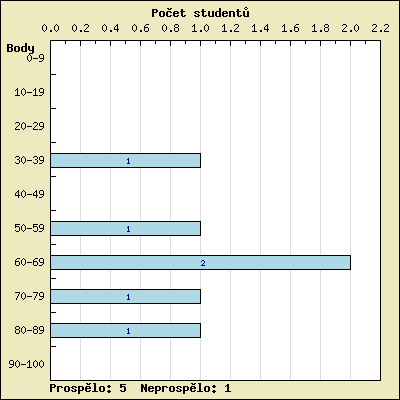 Počet studentů
0.0 0.2 0.4 0.6 0.8 1.0 1.2 1.4 1.6 1.8 2.0 2.2
Body
0-9
10-19
20-29
30-39 1
40-49
50-59 1
60-69 2
70-79 1
80-89 1
90-100
Prospělo: 5 Neprospělo: 1